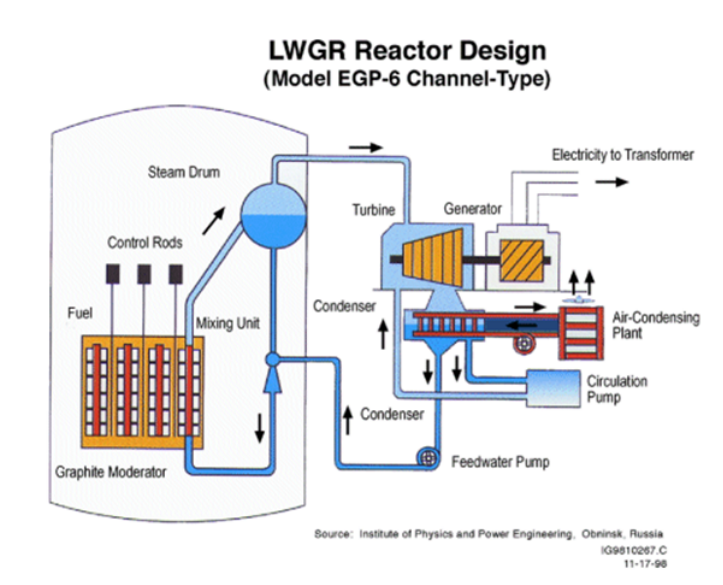 LWGR Reactor Design
(Model EGP-6 Channel-Type)
Electricity to Transformer
Steam Drum
Turbine
Generator
Control Rods
Fuel
Mixing Unit
Condenser
Air-Condensing
Plant
Circulation
Pump
Condenser
Graphite Moderator
Feedwater Pump
Source: Institute of Physics and Power Engineering, Obninsk, Russia
IG9810267.C
11-17-98